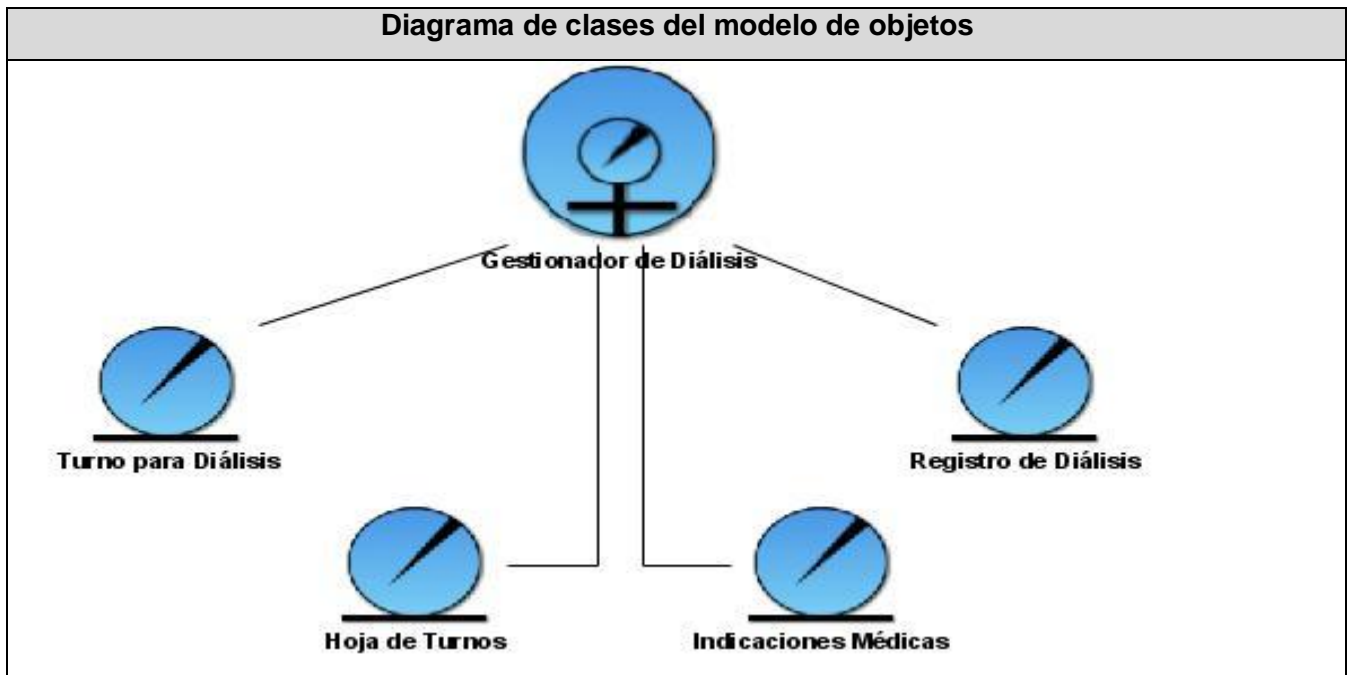 Diagrama de clases del modelo de objetos
Gestionador de Diálisis
Turno para Diálisis
Registro de Diálisis
Hoja de Turnos
Indicaciones Médicas